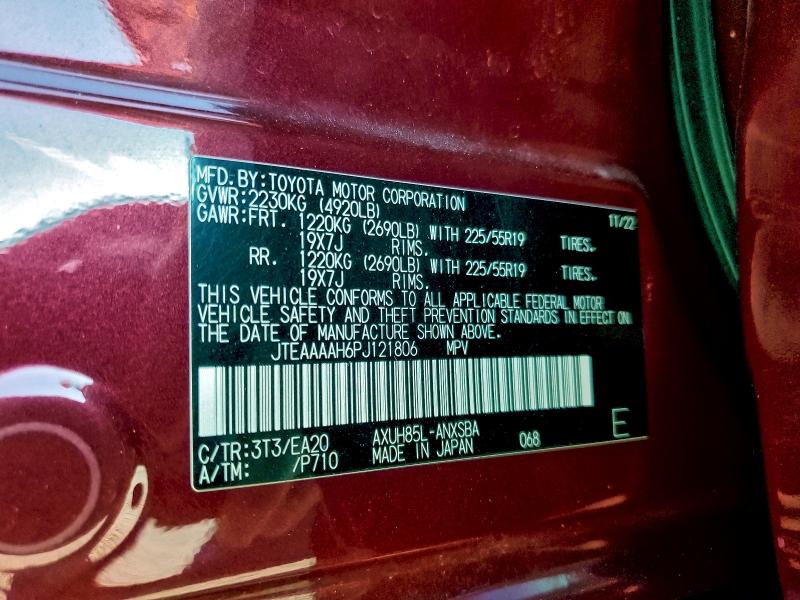 MFD. BY: TOYOTA MOTOR CORPORATION 11/22
GVWR: 2230KG (4920LB)
GAWR: FRT. 1220KG (2690LB) WITH 225/55R19 TIRES.
19X7J RIMS.
RR. 1220KG (2690LB) WITH 225/55R19 TIRES.
19X7J RIMS.
THIS VEHICLE CONFORMS TO ALL APPLICABLE FEDERAL MOTOR
VEHICLE SAFETY AND THEFT PREVENTION STANDARDS IN EFFECT ON
THE DATE OF MANUFACTURE SHOWN ABOVE.
JTEAAAAH6PJ121806 MPV
C/TR: 3T3/EA20 AXUH85L-ANXSBA 068 E
A/TM: /P710 MADE IN JAPAN